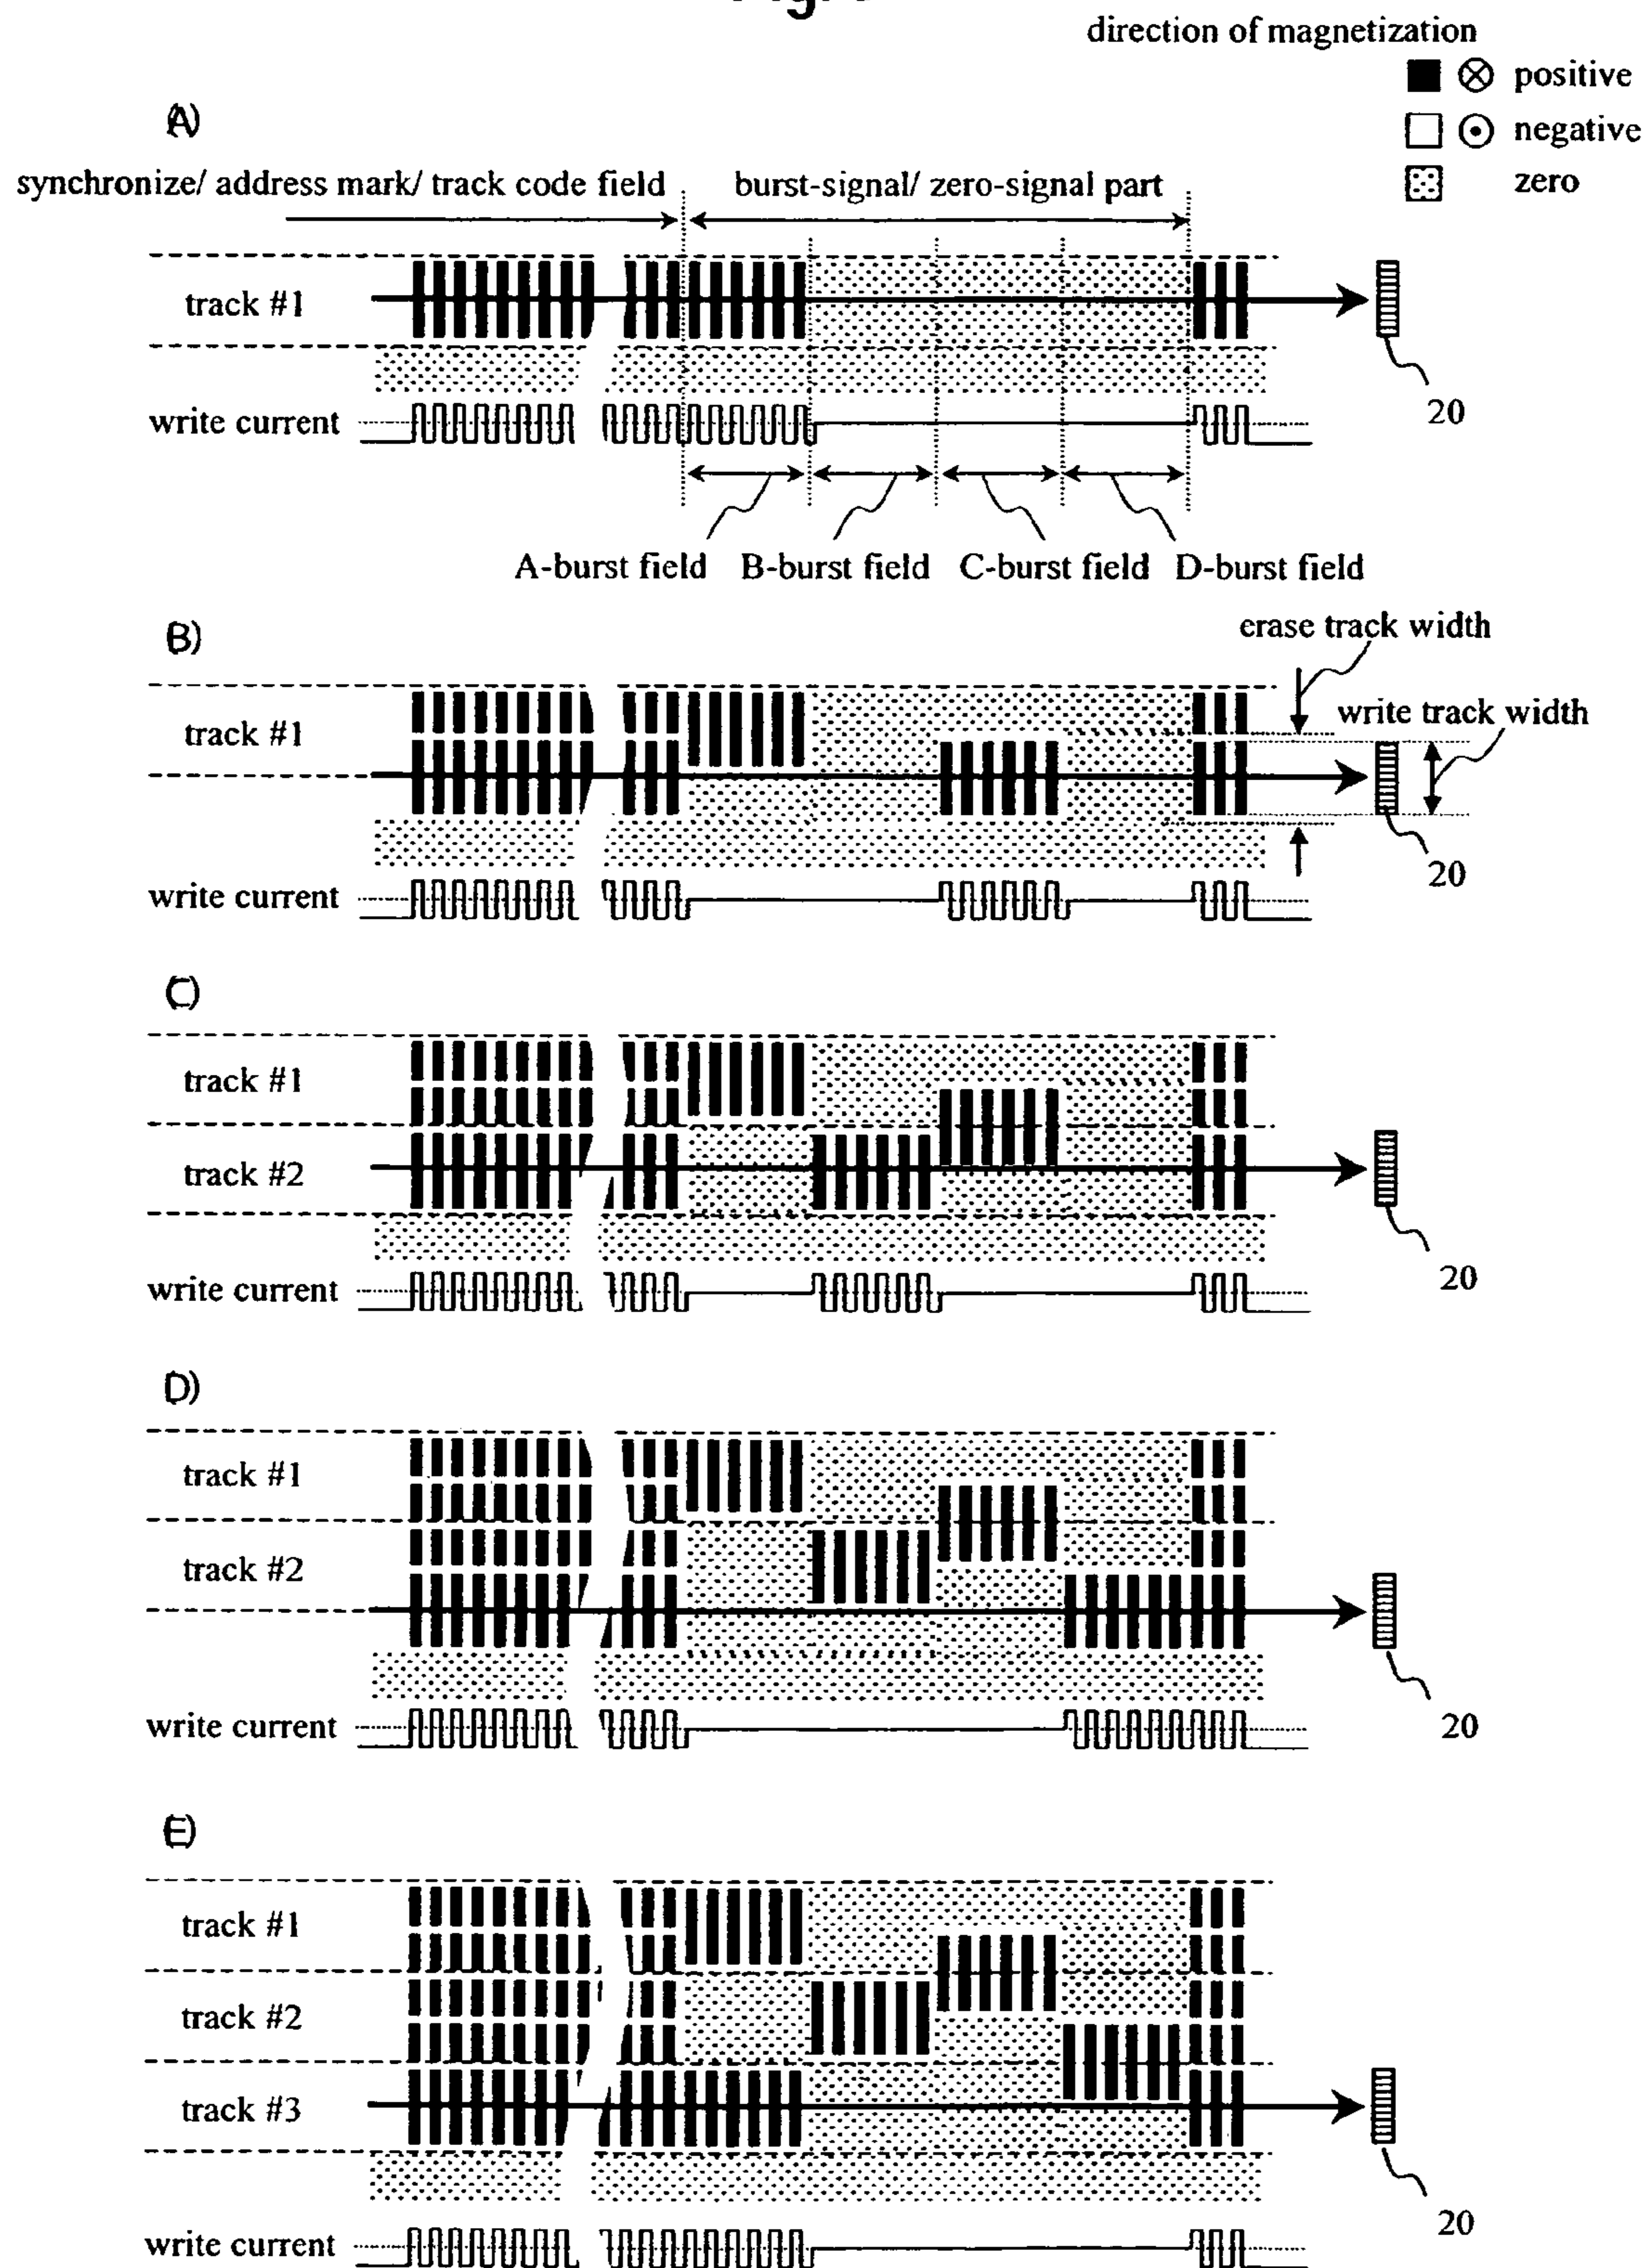 direction of magnetization
positive
negative
zero
A)
synchronize/ address mark/ track code field
burst-signal/ zero-signal part
track #1
20
write current
A-burst field
B-burst field
C-burst field
D-burst field
B)
erase track width
track #1
write track width
20
write current
C)
track #1
track #2
20
write current
D)
track #1
track #2
20
write current
E)
track #1
track #2
track #3
20
write current